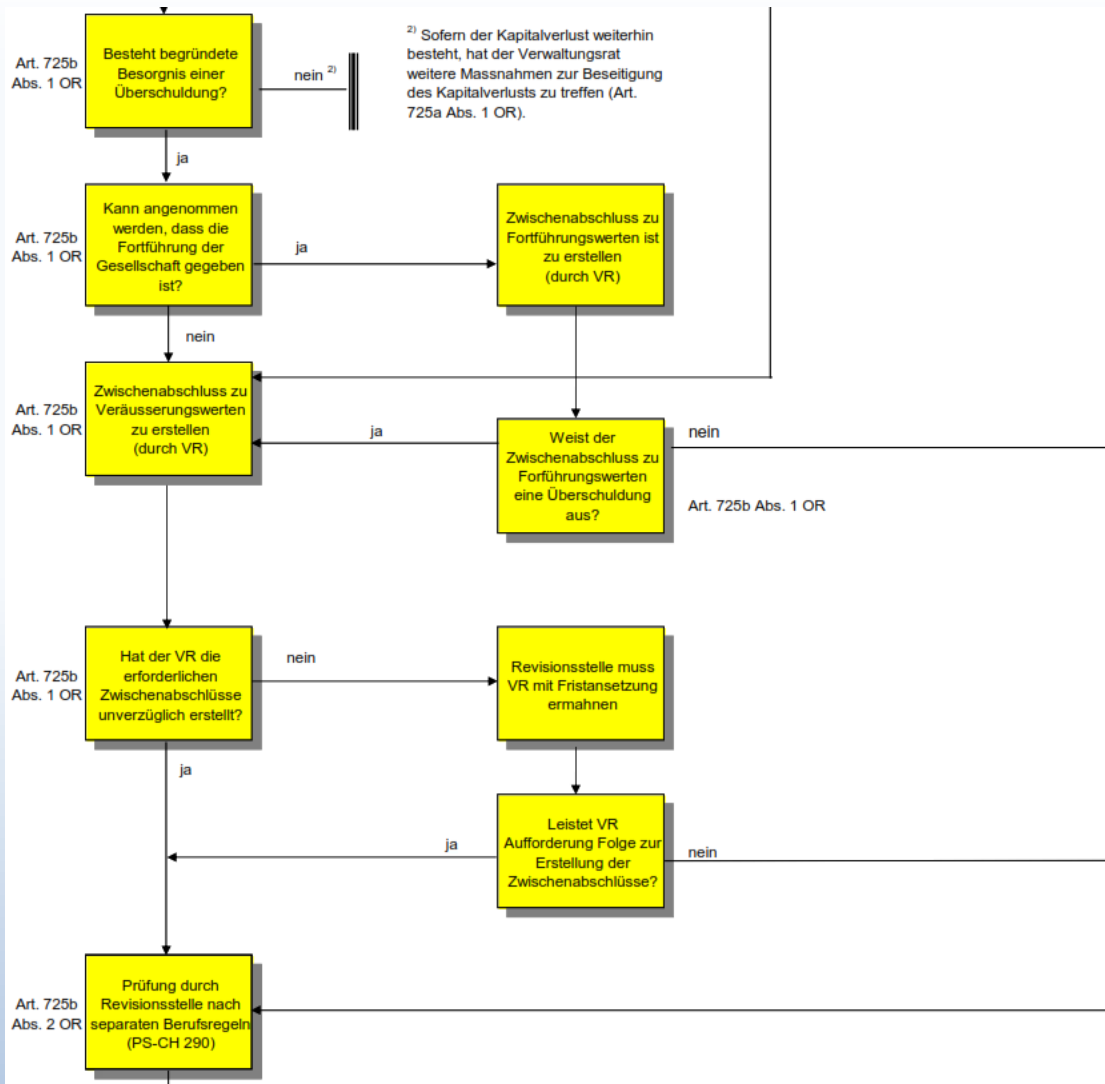 Art. 725b
Abs. 1 OR
Besteht begründete
Besorgnis einer
Überschuldung?
nein 2)
2) Sofern der Kapitalverlust weiterhin
besteht, hat der Verwaltungsrat
weitere Massnahmen zur Beseitigung
des Kapitalverlusts zu treffen (Art.
725a Abs. 1 OR).
ja
Art. 725b
Abs. 1 OR
Kann angenommen
werden, dass die
Fortführung der
Gesellschaft gegeben
ist?
ja
Zwischenabschluss zu
Fortführungswerten ist
zu erstellen
(durch VR)
nein
Art. 725b
Abs. 1 OR
Zwischenabschluss zu
Veräusserungswerten
zu erstellen
(durch VR)
ja
Weist der
Zwischenabschluss zu
Forführungswerten
eine Überschuldung
aus?
nein
Art. 725b Abs. 1 OR
Art. 725b
Abs. 1 OR
Hat der VR die
erforderlichen
Zwischenabschlüsse
unverzüglich erstellt?
nein
Revisionsstelle muss
VR mit Fristansetzung
ermahnen
ja
ja
Leistet VR
Aufforderung Folge zur
Erstellung der
Zwischenabschlüsse?
nein
Art. 725b
Abs. 2 OR
Prüfung durch
Revisionsstelle nach
separaten Berufsregeln
(PS-CH 290)